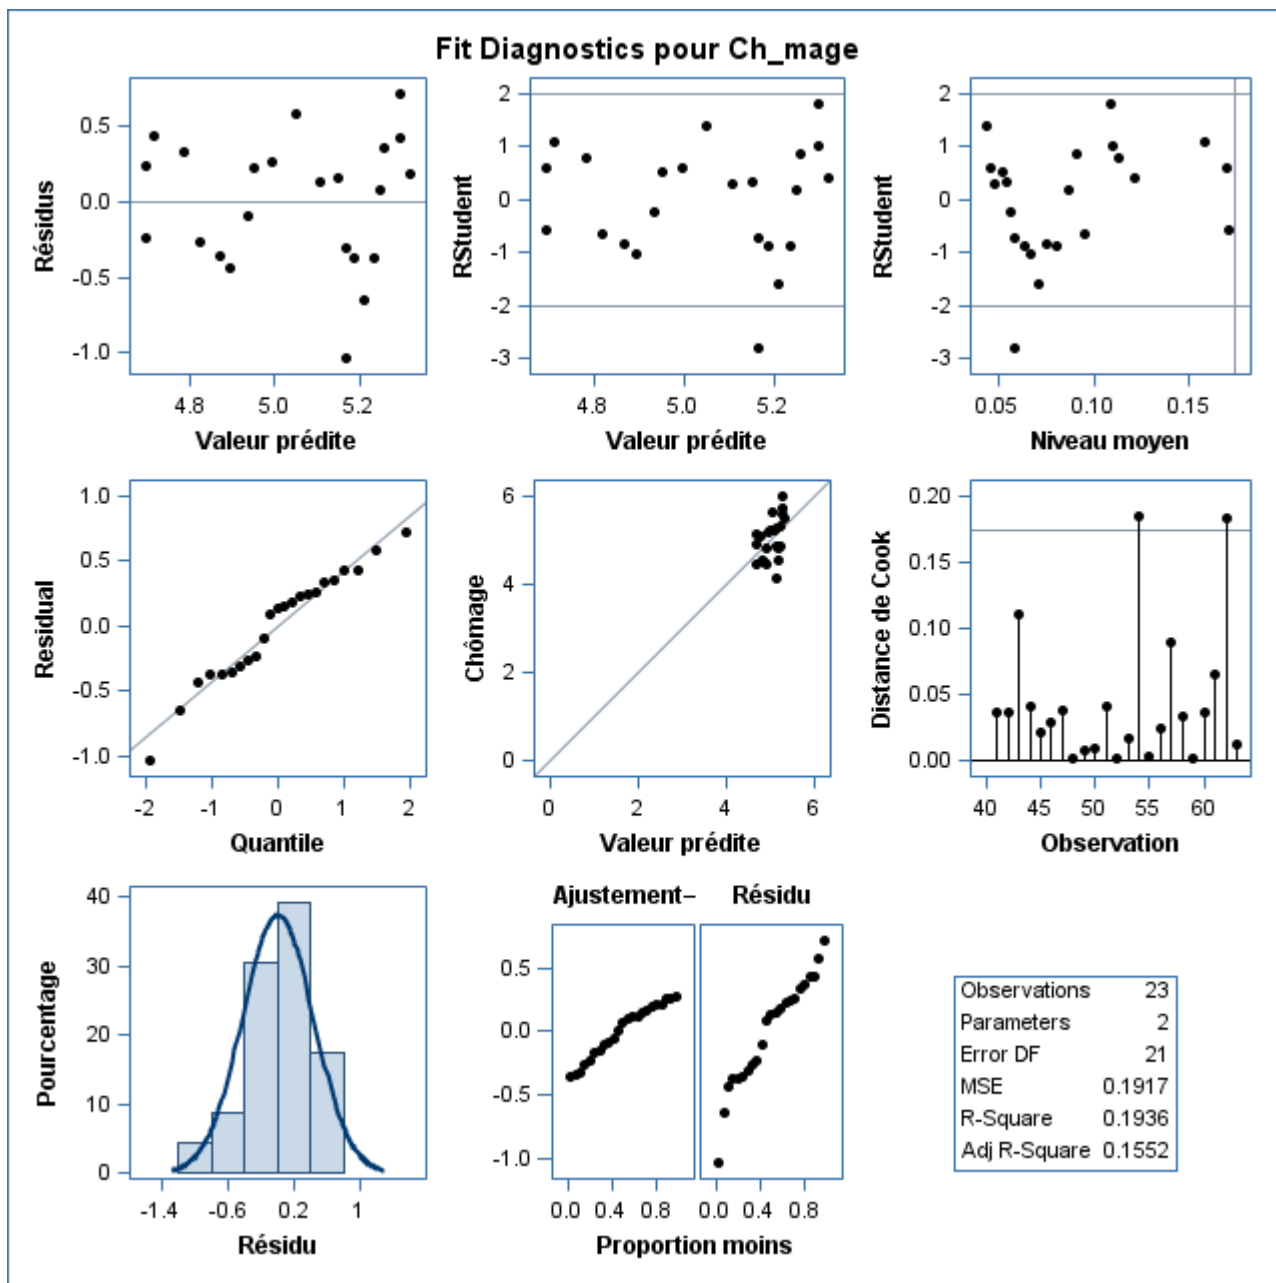 Fit Diagnostics pour Ch_mage
Résidus
0.5
0.0
-0.5
-1.0
4.8 5.0 5.2
Valeur prédite
RStudent
2
1
0
-1
-2
-3
4.8 5.0 5.2
Valeur prédite
RStudent
2
1
0
-1
-2
-3
0.05 0.10 0.15
Niveau moyen
Residual
1.0
0.5
0.0
-0.5
-1.0
-2 -1 0 1 2
Quantile
Chômage
6
4
2
0
0 2 4 6
Valeur prédite
Distance de Cook
0.20
0.15
0.10
0.05
0.00
40 45 50 55 60
Observation
Pourcentage
40
30
20
10
0
-1.4 -0.6 0.2 1
Résidu
Ajustement– Résidu
0.5
0.0
-0.5
-1.0
0.0 0.4 0.8 0.0 0.4 0.8
Proportion moins
Observations 23
Parameters 2
Error DF 21
MSE 0.1917
R-Square 0.1936
Adj R-Square 0.1552